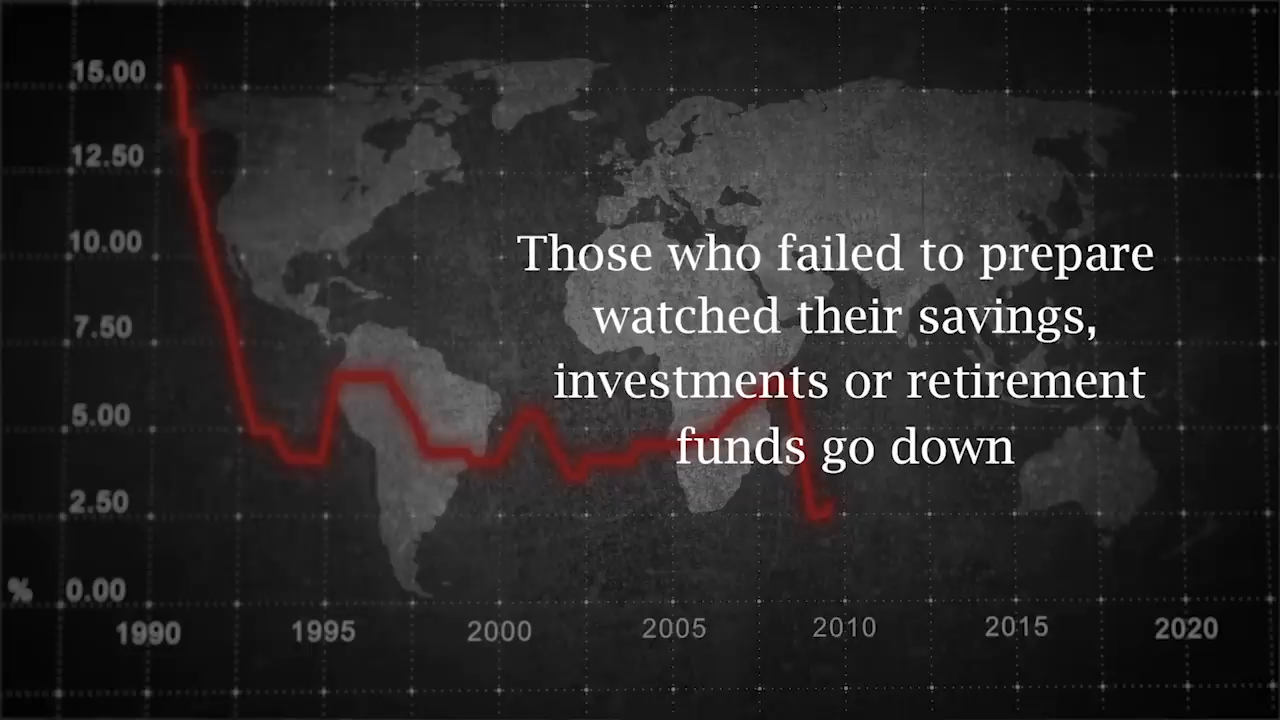 15.00
12.50
10.00
7.50
5.00
2.50
% 0.00
1990 1995 2000 2005 2010 2015 2020
Those who failed to prepare
watched their savings,
investments or retirement
funds go down